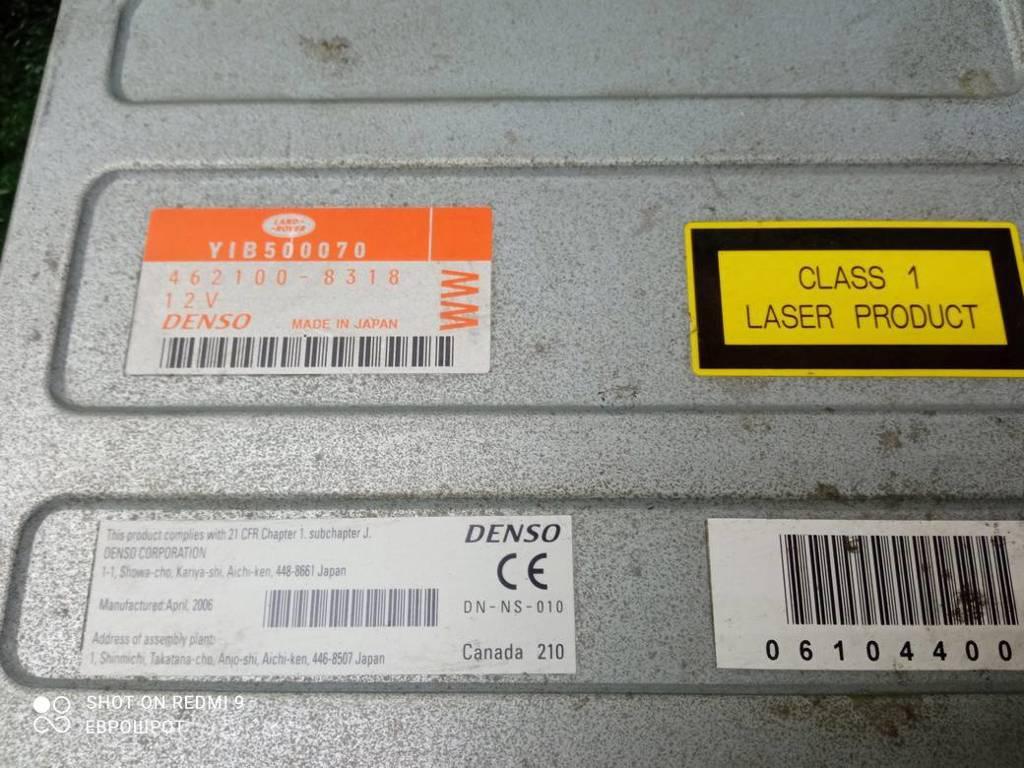 LAND-
-ROVER
YIB500070
462100-8318
12V
DENSO MADE IN JAPAN
MM
CLASS 1
LASER PRODUCT
This product complies with 21 CFR Chapter 1. subchapter J.
DENSO CORPORATION
1-1, Showa-cho, Kariya-shi, Aichi-ken, 448-8661 Japan
Manufactured:April, 2006
Address of assembly plant:
1, Shinmichi, Takatana-cho, Anjo-shi, Aichi-ken, 446-8507 Japan
DENSO
CE
DN-NS-010
Canada 210
06104400
SHOT ON REDMI 9
ЕВРОШРОТ